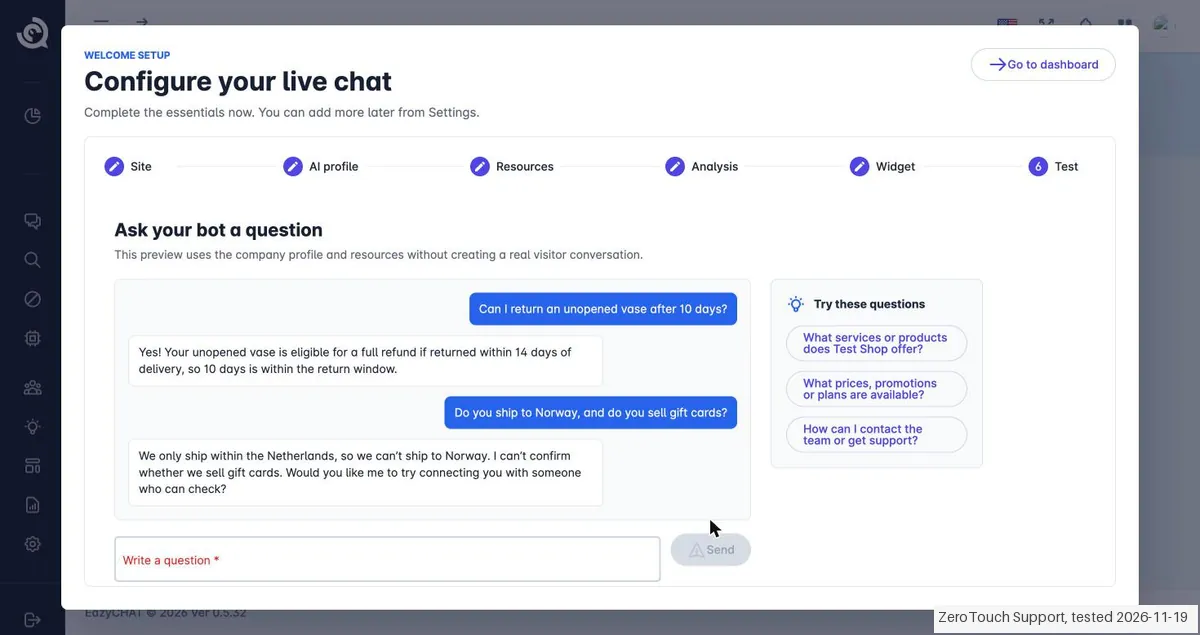 WELCOME SETUP
Configure your live chat
Go to dashboard
Complete the essentials now. You can add more later from Settings.
Site
AI profile
Resources
Analysis
Widget
6 Test
Ask your bot a question
This preview uses the company profile and resources without creating a real visitor conversation.
Can I return an unopened vase after 10 days?
Yes! Your unopened vase is eligible for a full refund if returned within 14 days of
delivery, so 10 days is within the return window.
Do you ship to Norway, and do you sell gift cards?
We only ship within the Netherlands, so we can't ship to Norway. I can't confirm
whether we sell gift cards. Would you like me to try connecting you with someone
who can check?
Write a question *
Send
Try these questions
What services or products
does Test Shop offer?
What prices, promotions
or plans are available?
How can I contact the
team or get support?
EazyCHAT © 2026 Ver 0.5.32
ZeroTouch Support, tested 2026-11-19